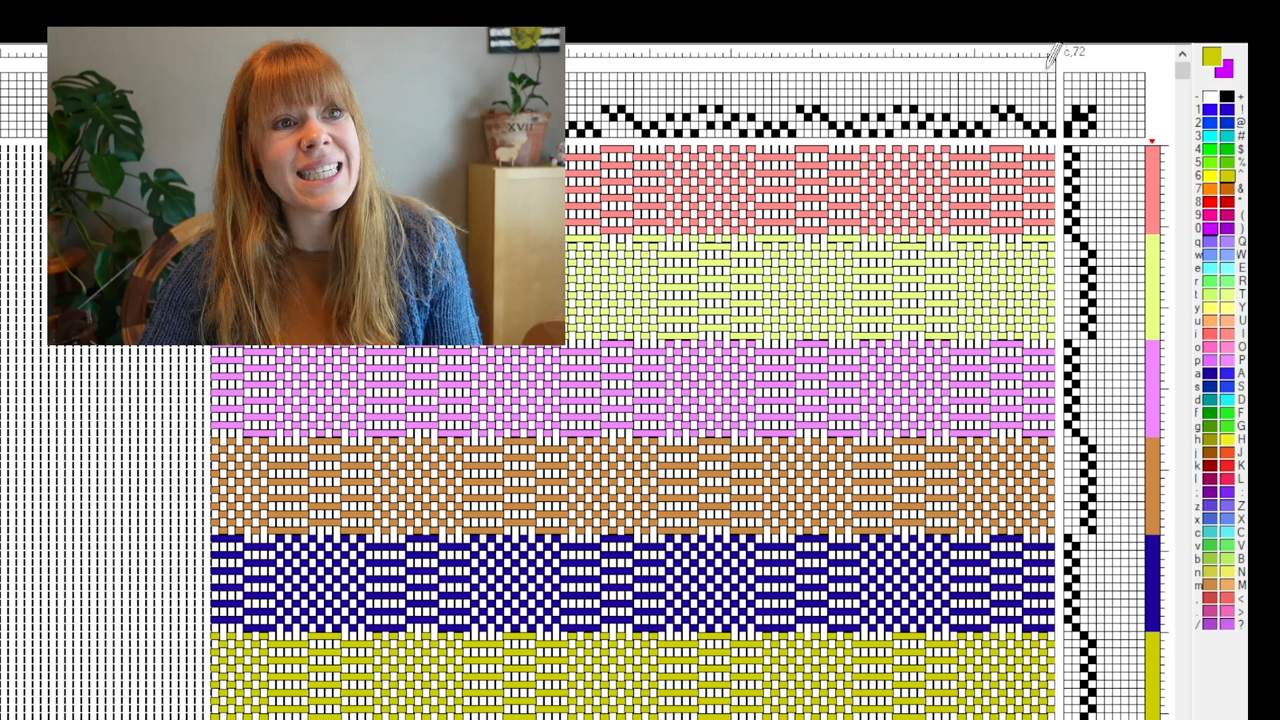 c,72
XVII
- +
1 !
2 @
3 #
4 $
5 %
6 ^
7 &
8 *
9 (
0 )
q Q
w W
e E
r R
t T
y Y
u U
i I
o O
p P
a A
s S
d D
f F
g G
h H
j J
k K
l L
; :
z Z
x X
c C
v V
b B
n N
m M
, <
. >
/ ?